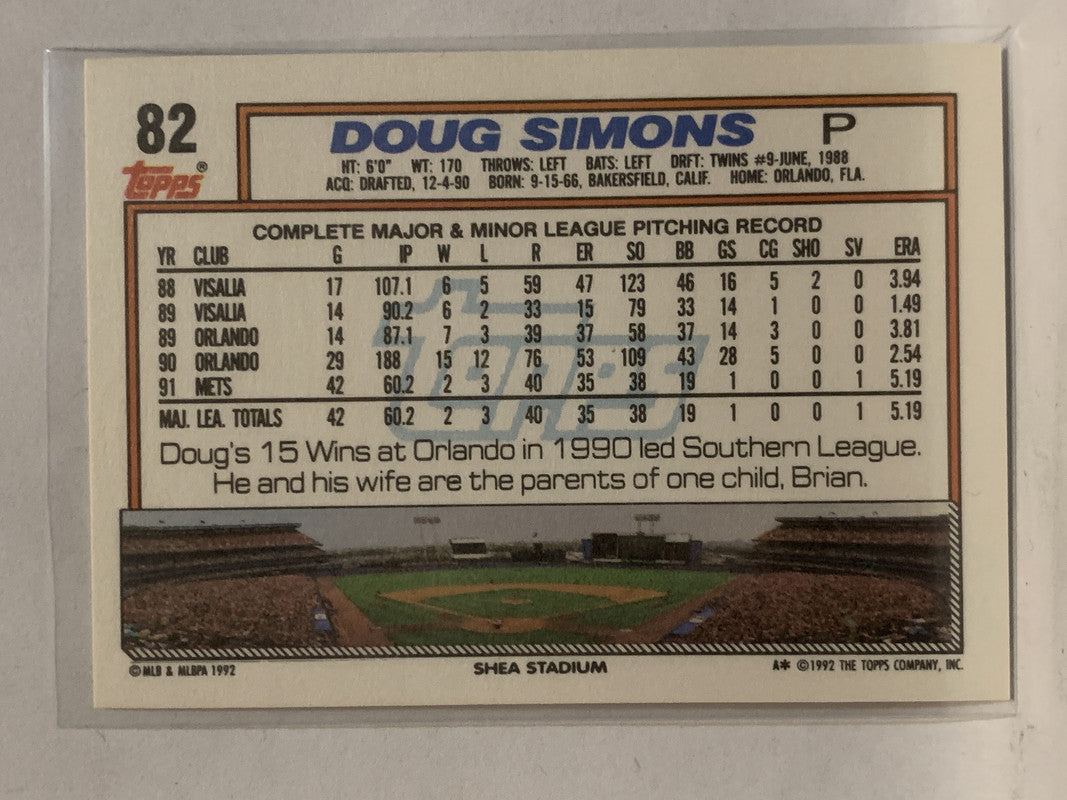 82
DOUG SIMONS P
topps®
HT: 6'0" WT: 170 THROWS: LEFT BATS: LEFT DRFT: TWINS #9-JUNE, 1988
ACQ: DRAFTED, 12-4-90 BORN: 9-15-66, BAKERSFIELD, CALIF. HOME: ORLANDO, FLA.
COMPLETE MAJOR & MINOR LEAGUE PITCHING RECORD
YR CLUB G IP W L R ER SO BB GS CG SHO SV ERA
88 VISALIA 17 107.1 6 5 59 47 123 46 16 5 2 0 3.94
89 VISALIA 14 90.2 6 2 33 15 79 33 14 1 0 0 1.49
89 ORLANDO 14 87.1 7 3 39 37 58 37 14 3 0 0 3.81
90 ORLANDO 29 188 15 12 76 53 109 43 28 5 0 0 2.54
91 METS 42 60.2 2 3 40 35 38 19 1 0 0 1 5.19
MAJ. LEA. TOTALS 42 60.2 2 3 40 35 38 19 1 0 0 1 5.19
topps
Doug's 15 Wins at Orlando in 1990 led Southern League.
He and his wife are the parents of one child, Brian.
©MLB & MLBPA 1992 SHEA STADIUM A* ©1992 THE TOPPS COMPANY, INC.